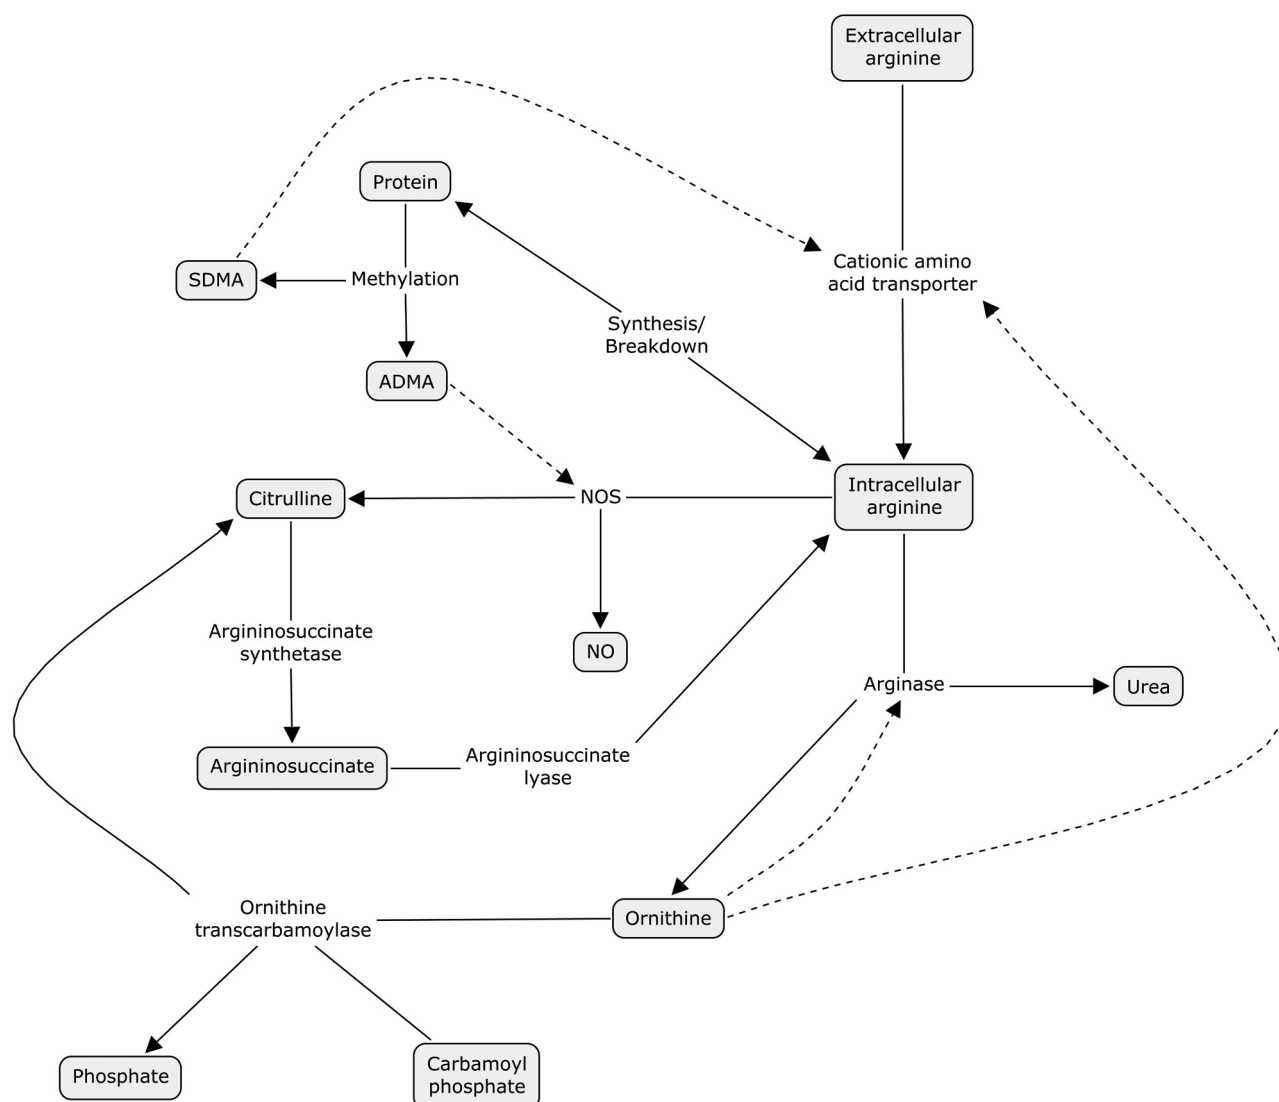 Extracellular
arginine
Protein
Cationic amino
acid transporter
SDMA
Methylation
Synthesis/
Breakdown
ADMA
Citrulline
NOS
Intracellular
arginine
Argininosuccinate
synthetase
NO
Arginase
Urea
Argininosuccinate
Argininosuccinate
lyase
Ornithine
transcarbamoylase
Ornithine
Phosphate
Carbamoyl
phosphate